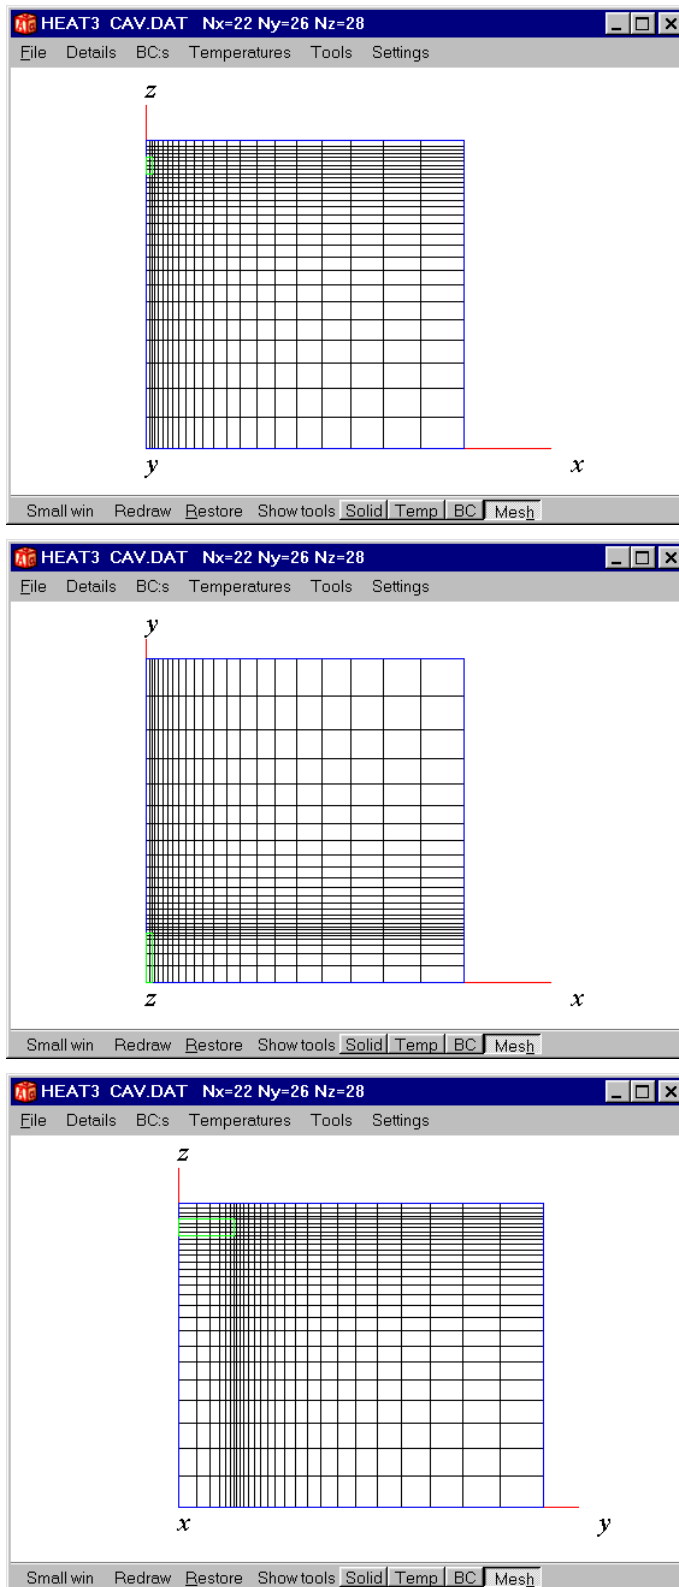 HEAT3 CAV.DAT Nx=22 Ny=26 Nz=28
File Details BC:s Temperatures Tools Settings
z
y x
Small win Redraw Restore Show tools Solid Temp BC Mesh
HEAT3 CAV.DAT Nx=22 Ny=26 Nz=28
File Details BC:s Temperatures Tools Settings
y
z x
Small win Redraw Restore Show tools Solid Temp BC Mesh
HEAT3 CAV.DAT Nx=22 Ny=26 Nz=28
File Details BC:s Temperatures Tools Settings
z
x y
Small win Redraw Restore Show tools Solid Temp BC Mesh